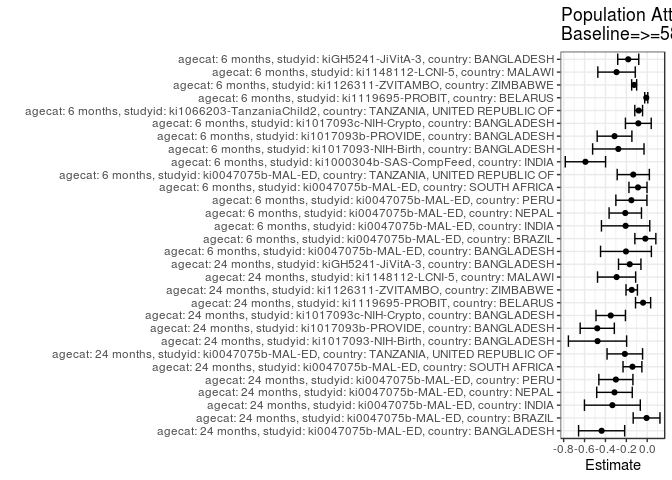 Population Att
Baseline=>=58
agecat: 6 months, studyid: kiGH5241-JiVitA-3, country: BANGLADESH
agecat: 6 months, studyid: ki1148112-LCNI-5, country: MALAWI
agecat: 6 months, studyid: ki1126311-ZVITAMBO, country: ZIMBABWE
agecat: 6 months, studyid: ki1119695-PROBIT, country: BELARUS
agecat: 6 months, studyid: ki1066203-TanzaniaChild2, country: TANZANIA, UNITED REPUBLIC OF
agecat: 6 months, studyid: ki1017093c-NIH-Crypto, country: BANGLADESH
agecat: 6 months, studyid: ki1017093b-PROVIDE, country: BANGLADESH
agecat: 6 months, studyid: ki1017093-NIH-Birth, country: BANGLADESH
agecat: 6 months, studyid: ki1000304b-SAS-CompFeed, country: INDIA
agecat: 6 months, studyid: ki0047075b-MAL-ED, country: TANZANIA, UNITED REPUBLIC OF
agecat: 6 months, studyid: ki0047075b-MAL-ED, country: SOUTH AFRICA
agecat: 6 months, studyid: ki0047075b-MAL-ED, country: PERU
agecat: 6 months, studyid: ki0047075b-MAL-ED, country: NEPAL
agecat: 6 months, studyid: ki0047075b-MAL-ED, country: INDIA
agecat: 6 months, studyid: ki0047075b-MAL-ED, country: BRAZIL
agecat: 6 months, studyid: ki0047075b-MAL-ED, country: BANGLADESH
agecat: 24 months, studyid: kiGH5241-JiVitA-3, country: BANGLADESH
agecat: 24 months, studyid: ki1148112-LCNI-5, country: MALAWI
agecat: 24 months, studyid: ki1126311-ZVITAMBO, country: ZIMBABWE
agecat: 24 months, studyid: ki1119695-PROBIT, country: BELARUS
agecat: 24 months, studyid: ki1017093c-NIH-Crypto, country: BANGLADESH
agecat: 24 months, studyid: ki1017093b-PROVIDE, country: BANGLADESH
agecat: 24 months, studyid: ki1017093-NIH-Birth, country: BANGLADESH
agecat: 24 months, studyid: ki0047075b-MAL-ED, country: TANZANIA, UNITED REPUBLIC OF
agecat: 24 months, studyid: ki0047075b-MAL-ED, country: SOUTH AFRICA
agecat: 24 months, studyid: ki0047075b-MAL-ED, country: PERU
agecat: 24 months, studyid: ki0047075b-MAL-ED, country: NEPAL
agecat: 24 months, studyid: ki0047075b-MAL-ED, country: INDIA
agecat: 24 months, studyid: ki0047075b-MAL-ED, country: BRAZIL
agecat: 24 months, studyid: ki0047075b-MAL-ED, country: BANGLADESH
-0.8 -0.6 -0.4 -0.2 0.0
Estimate